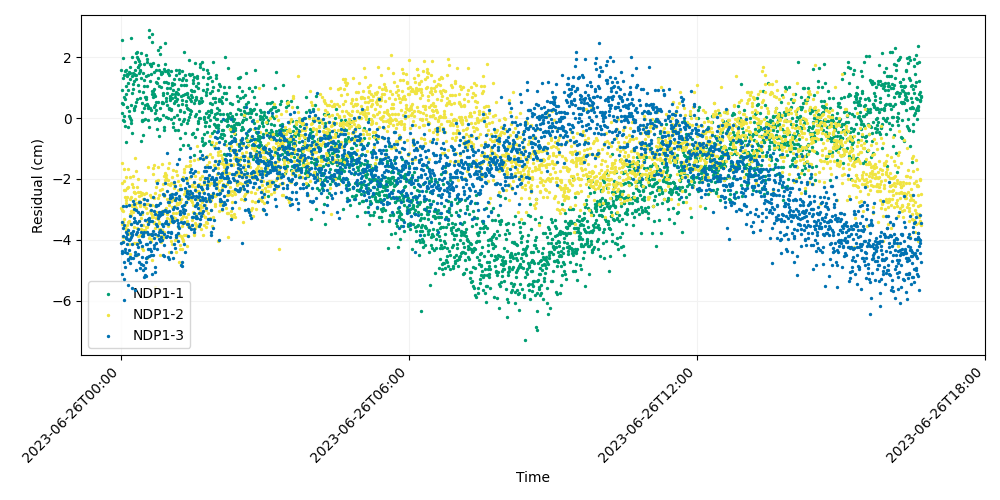 2
0
−2
−4
−6
Residual (cm)
NDP1-1
NDP1-2
NDP1-3
2023-06-26T00:00
2023-06-26T06:00
2023-06-26T12:00
2023-06-26T18:00
Time